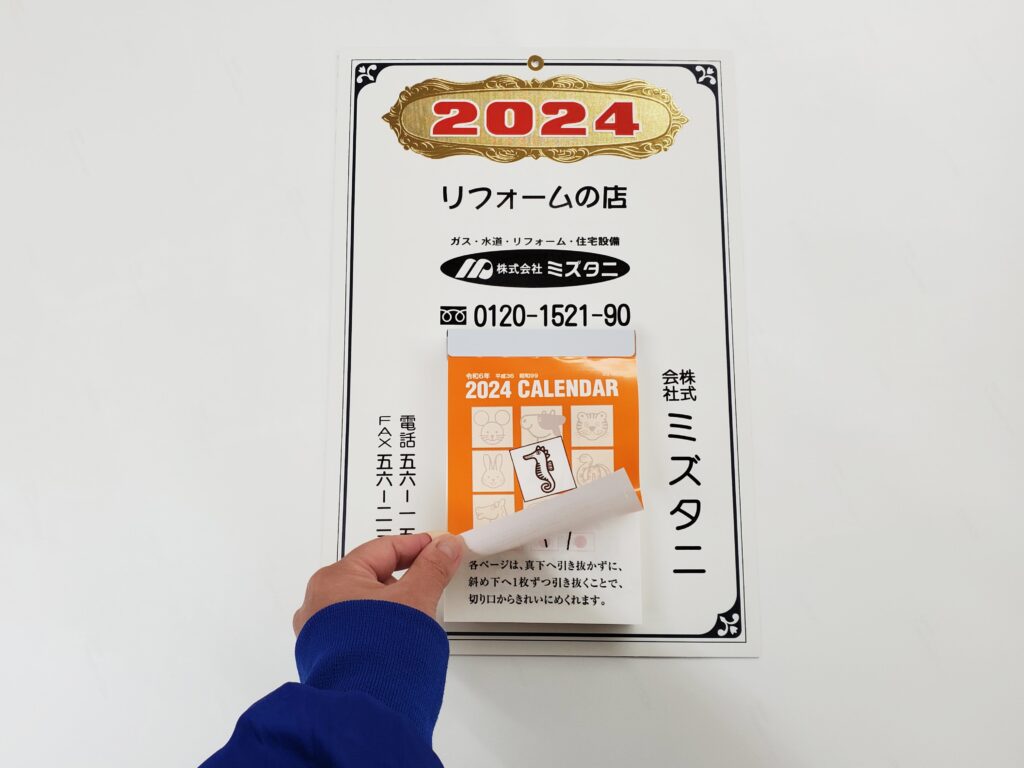 2024
リフォームの店
ガス・水道・リフォーム・住宅設備
株式会社 ミズタニ
0120-1521-90
令和6年 平成36 昭和99
2024 CALENDAR
各ページは、真下へ引き抜かずに、
斜め下へ1枚ずつ引き抜くことで、
切り口からきれいにめくれます。
株式会社 ミズタニ
電話 五六ー一五
FAX 五六ー二二